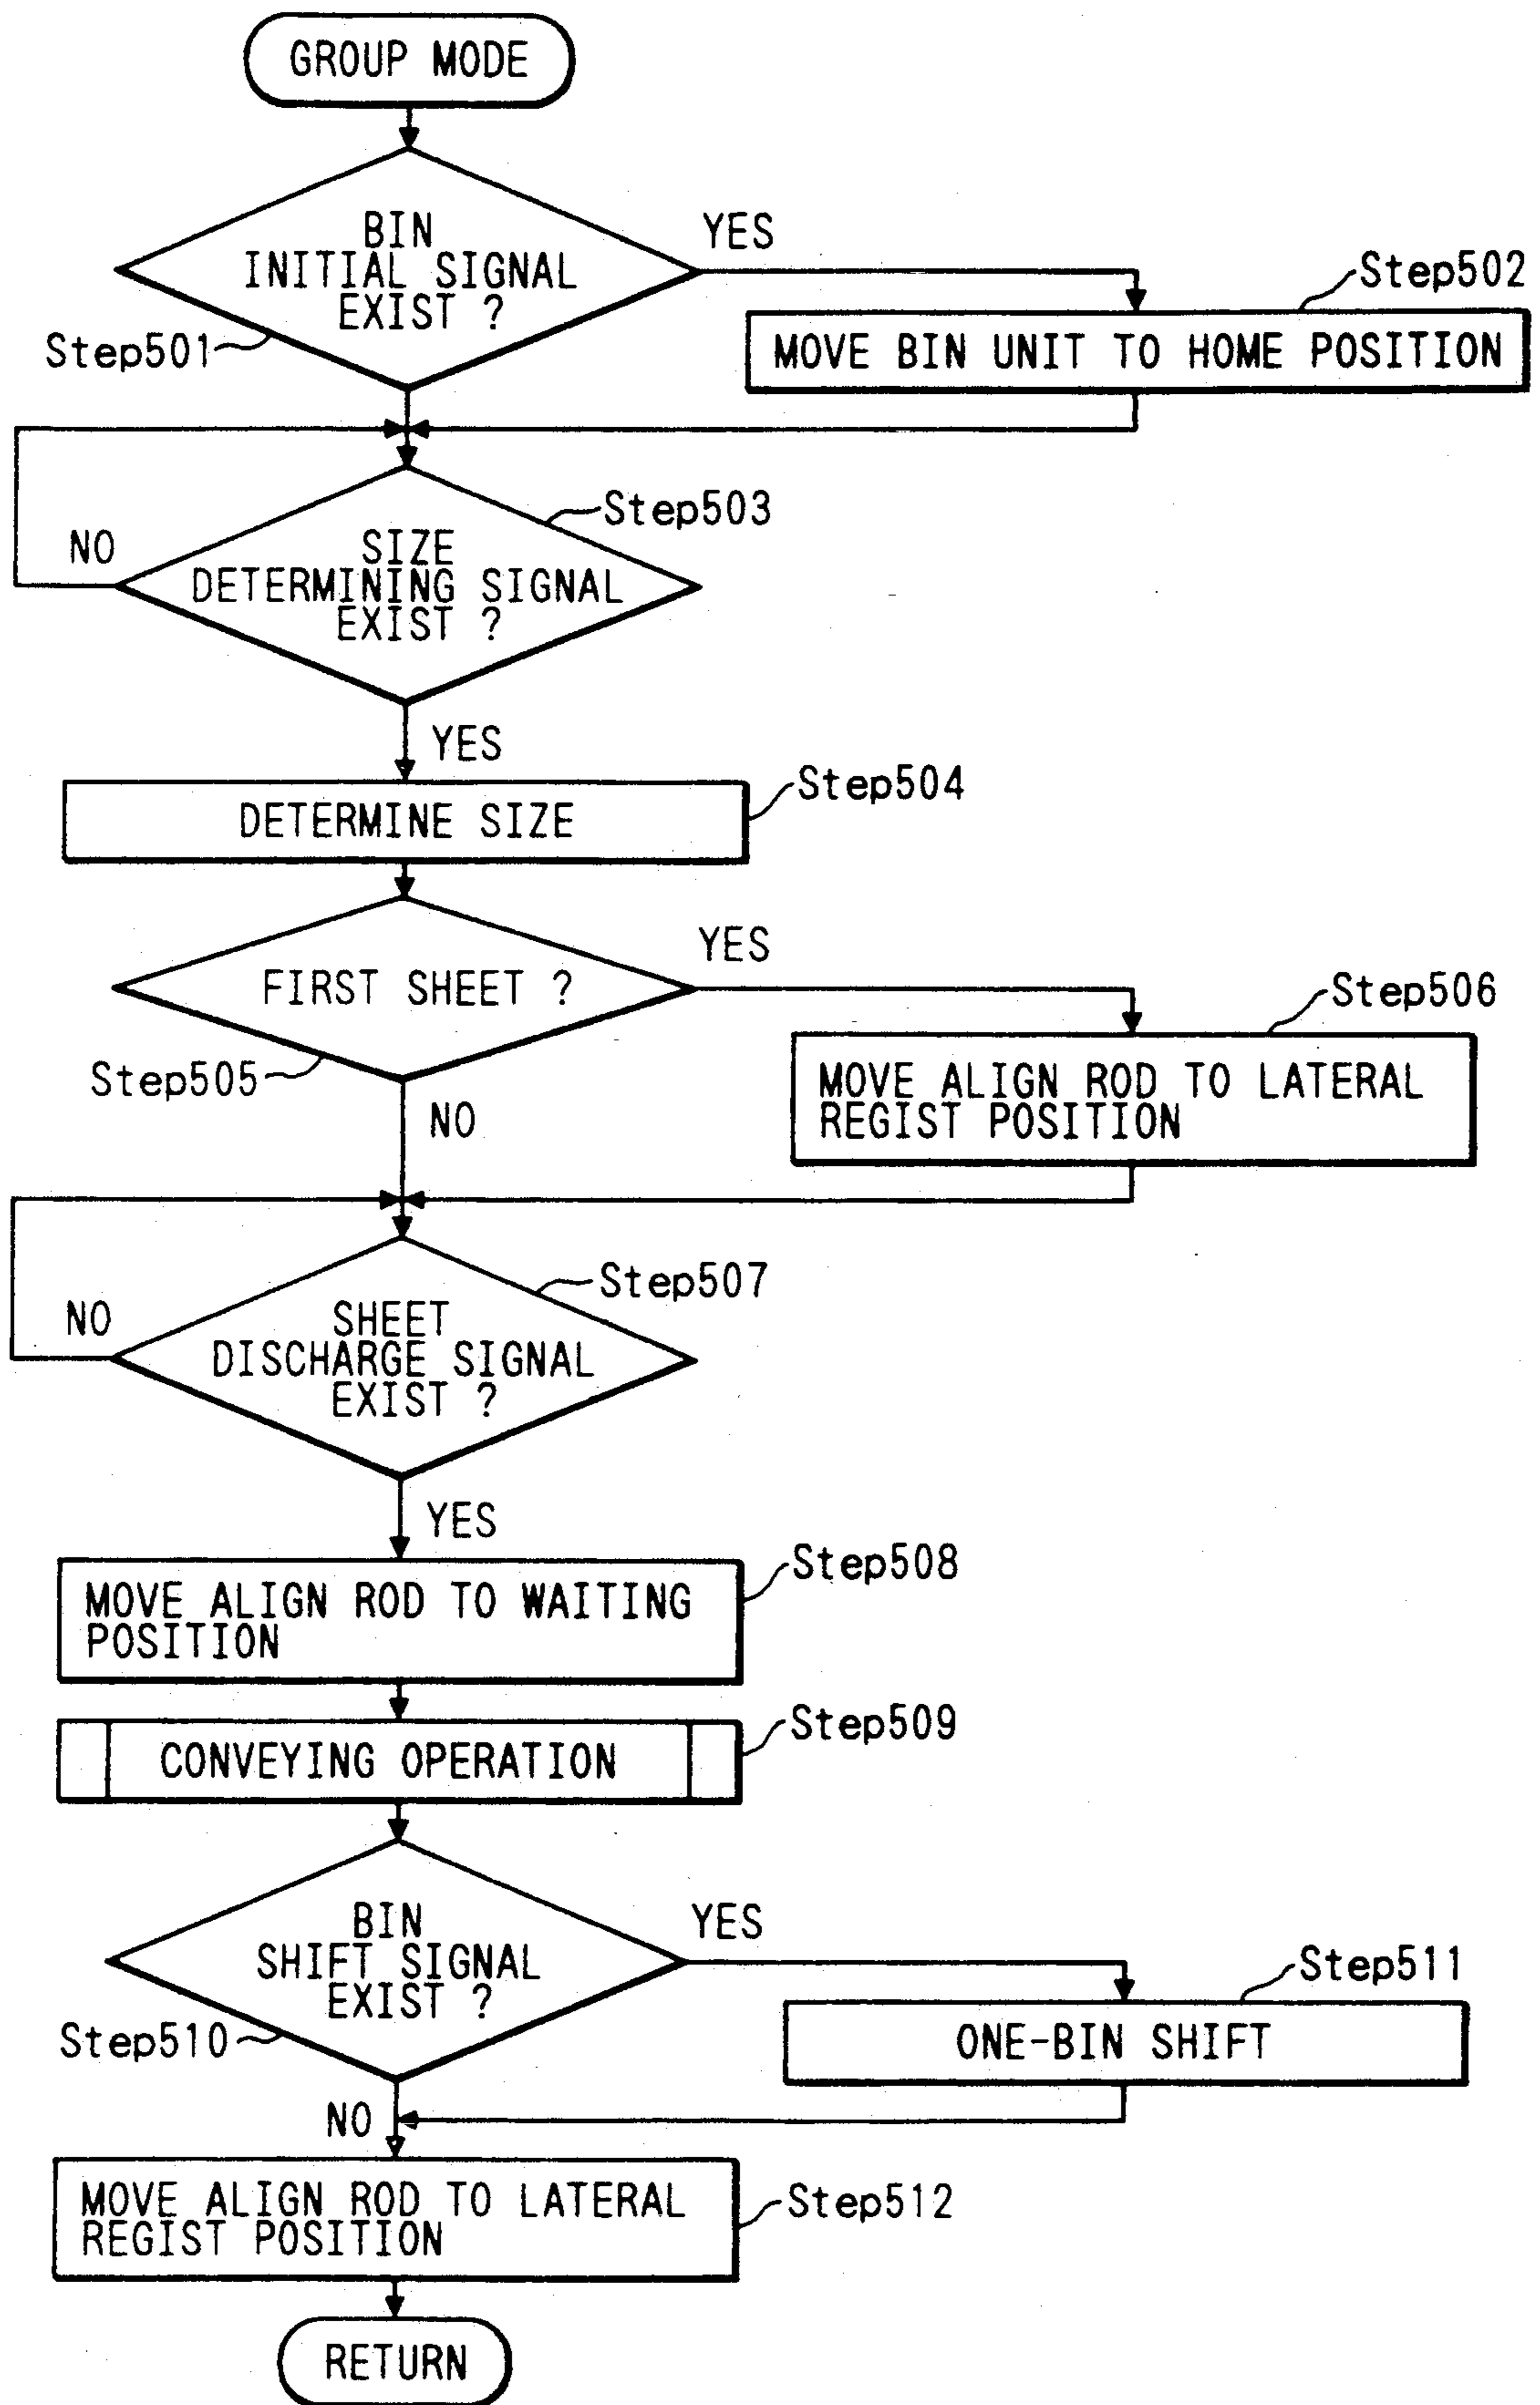 GROUP MODE
BIN
INITIAL SIGNAL
EXIST ?
YES
Step501
Step502
MOVE BIN UNIT TO HOME POSITION
Step503
NO
SIZE
DETERMINING SIGNAL
EXIST ?
YES
Step504
DETERMINE SIZE
YES
FIRST SHEET ?
Step505
NO
Step506
MOVE ALIGN ROD TO LATERAL
REGIST POSITION
Step507
NO
SHEET
DISCHARGE SIGNAL
EXIST ?
YES
Step508
MOVE ALIGN ROD TO WAITING
POSITION
Step509
CONVEYING OPERATION
BIN
SHIFT SIGNAL
EXIST ?
YES
Step510
Step511
ONE-BIN SHIFT
NO
MOVE ALIGN ROD TO LATERAL
REGIST POSITION
Step512
RETURN